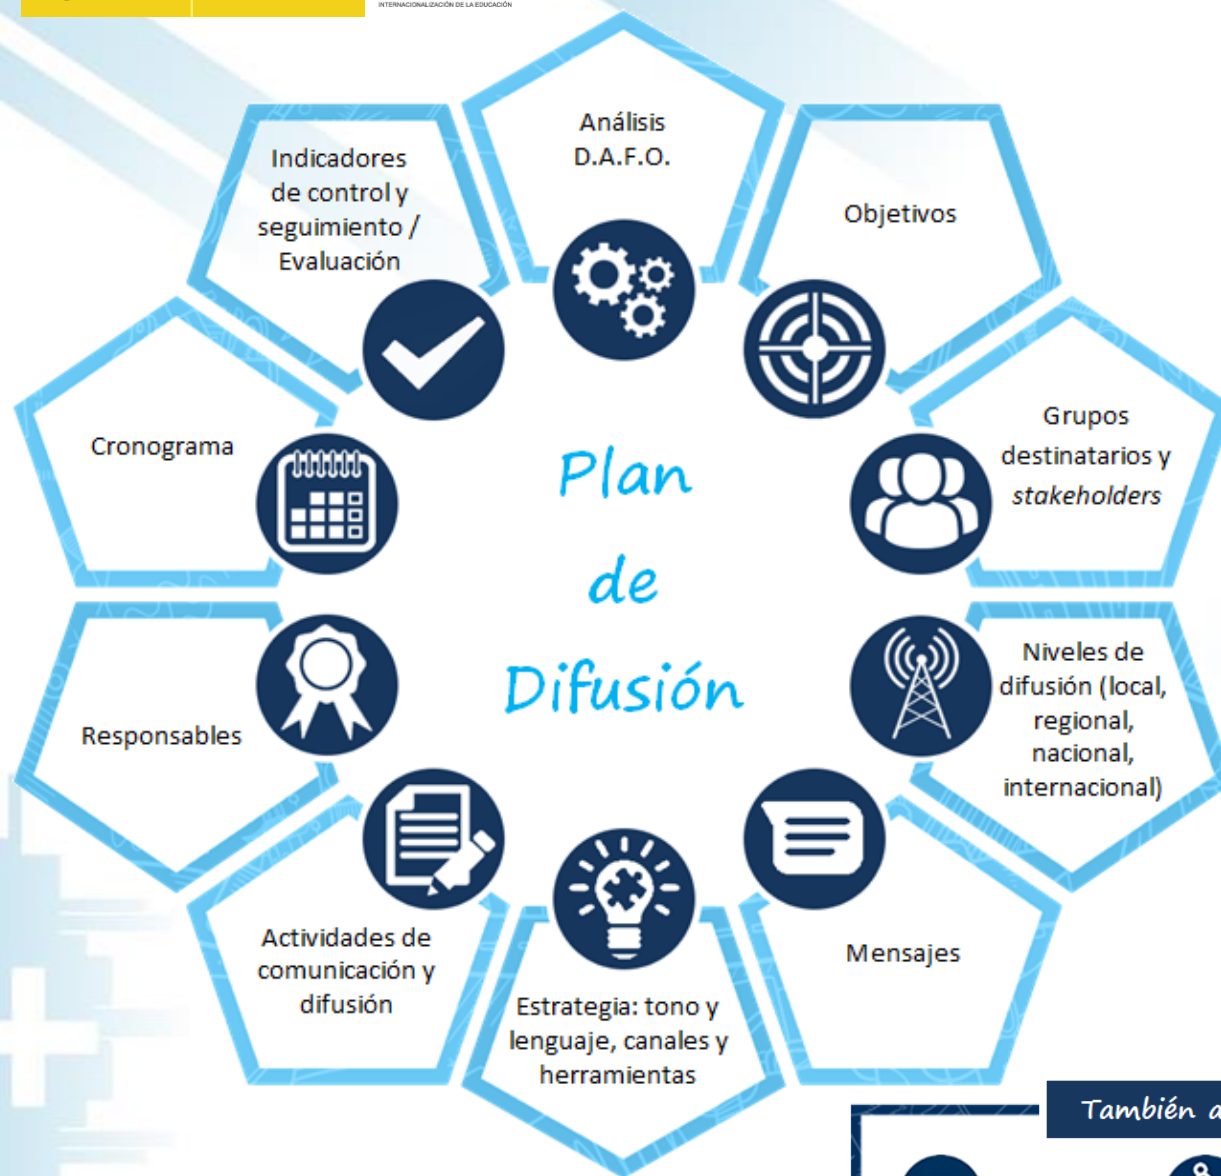 INTERNACIONALIZACIÓN DE LA EDUCACIÓN
Análisis
D.A.F.O.
Objetivos
Grupos
destinatarios y
stakeholders
Niveles de
difusión (local,
regional,
nacional,
internacional)
Mensajes
Estrategia: tono y
lenguaje, canales y
herramientas
Actividades de
comunicación y
difusión
Responsables
Cronograma
Indicadores
de control y
seguimiento /
Evaluación
Plan
de
Difusión
También